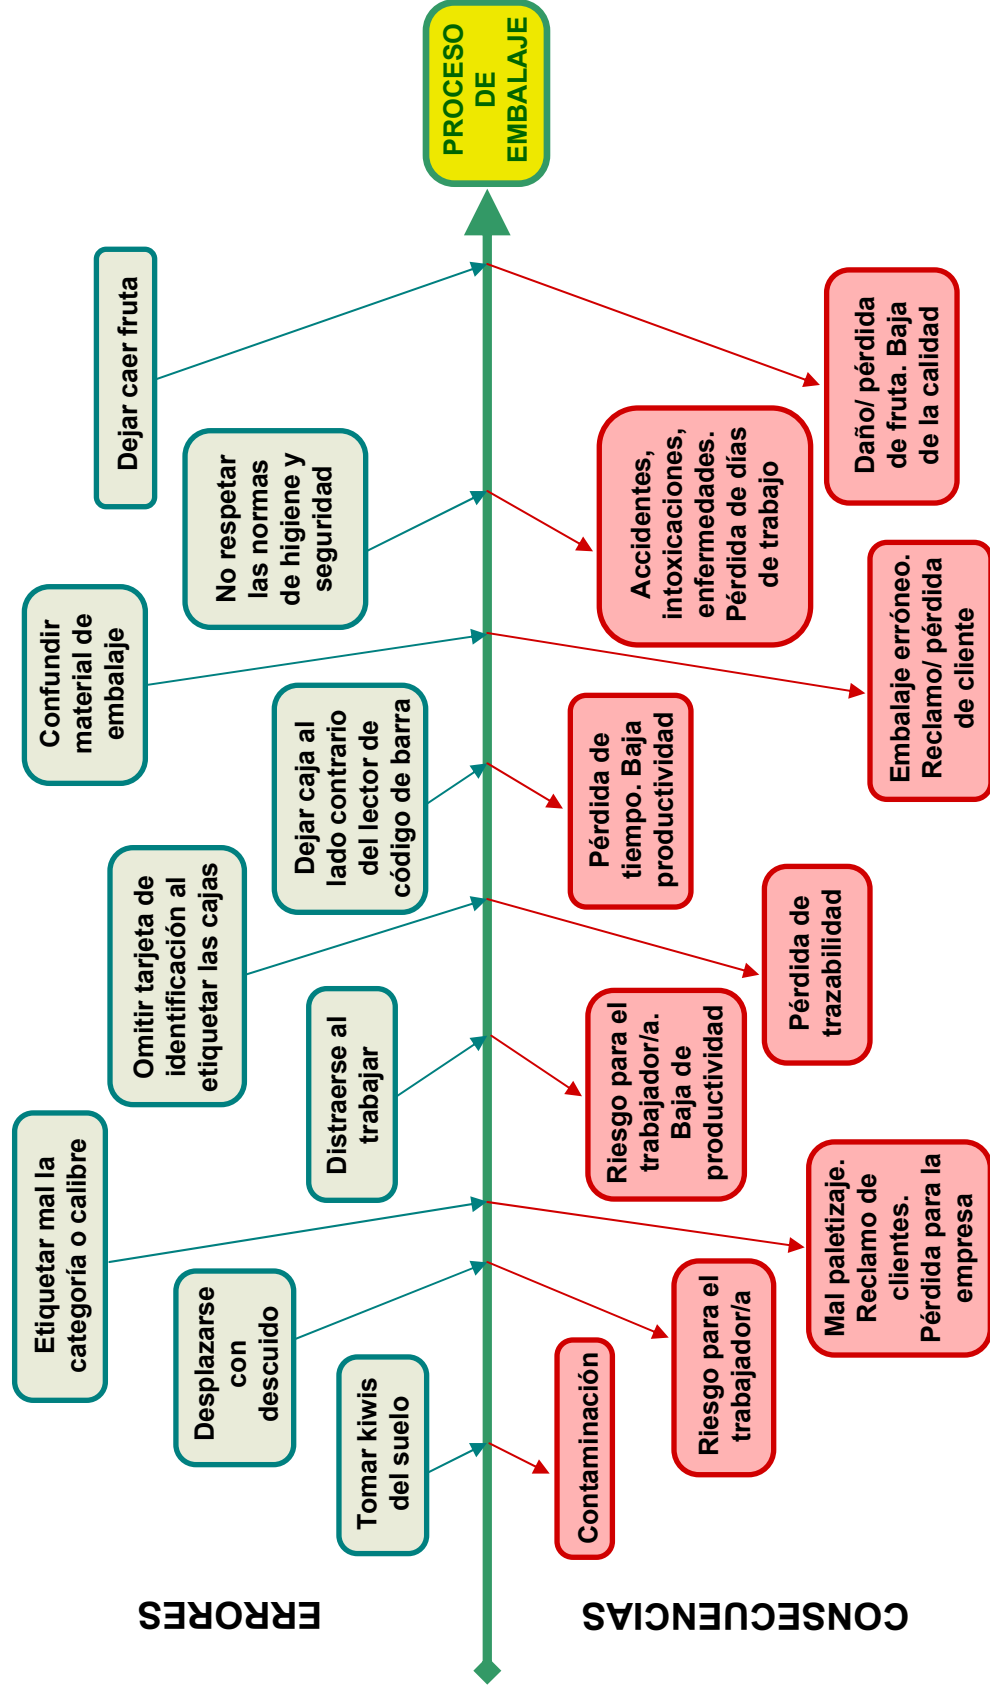 ERRORES
Tomar kiwis
del suelo
Desplazarse
con
descuido
Etiquetar mal la
categoría o calibre
Distraerse al
trabajar
Omitir tarjeta de
identificación al
etiquetar las cajas
Dejar caja al
lado contrario
del lector de
código de barra
Confundir
material de
embalaje
No respetar
las normas
de higiene y
seguridad
Dejar caer fruta
PROCESO
DE
EMBALAJE
CONSECUENCIAS
Contaminación
Riesgo para el
trabajador/a
Mal paletizaje.
Reclamo de
clientes.
Pérdida para la
empresa
Riesgo para el
trabajador/a.
Baja de
productividad
Pérdida de
trazabilidad
Pérdida de
tiempo. Baja
productividad
Embalaje erróneo.
Reclamo/ pérdida
de cliente
Accidentes,
intoxicaciones,
enfermedades.
Pérdida de días
de trabajo
Daño/ pérdida
de fruta. Baja
de la calidad